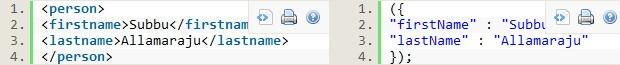 1. <person>
2. <firstname>Subbu</firstnam
3. <lastname>Allamaraju</lastname>
4. </person>
1. ({
2. "firstName" : "Subbu
3. "lastName" : "Allamaraju"
4. });